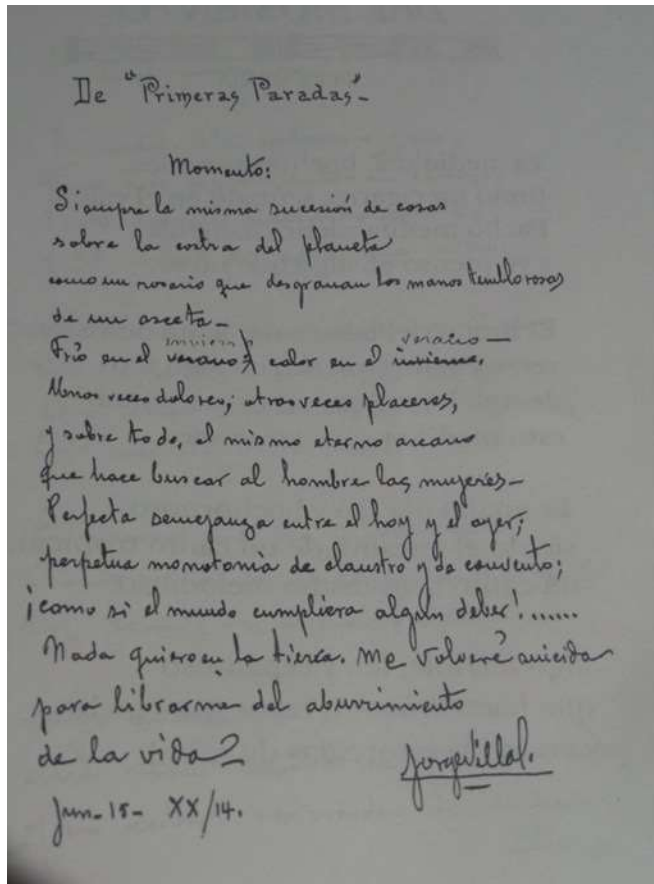 De "Primeras Paradas"-
Momento:
Siempre la misma sucesión de cosas
sobre la costra del planeta
como un rosario que desgranan las manos temblorosas
de un asceta-
inviern verano-
Frío en el verano, calor en el invierno.
Unas veces dolores; otras veces placeres,
y sobre todo, el mismo eterno arcano
que hace buscar al hombre las mujeres-
Perfecta semejanza entre el hoy y el ayer;
perpetua monotonía de claustro y de convento;
¡como si el mundo cumpliera algún deber!......
Nada quiero en la tierra. Me volveré suicida
para librarme del aburrimiento
de la vida?
Jorge Villal.
Jun-15- XX/14.